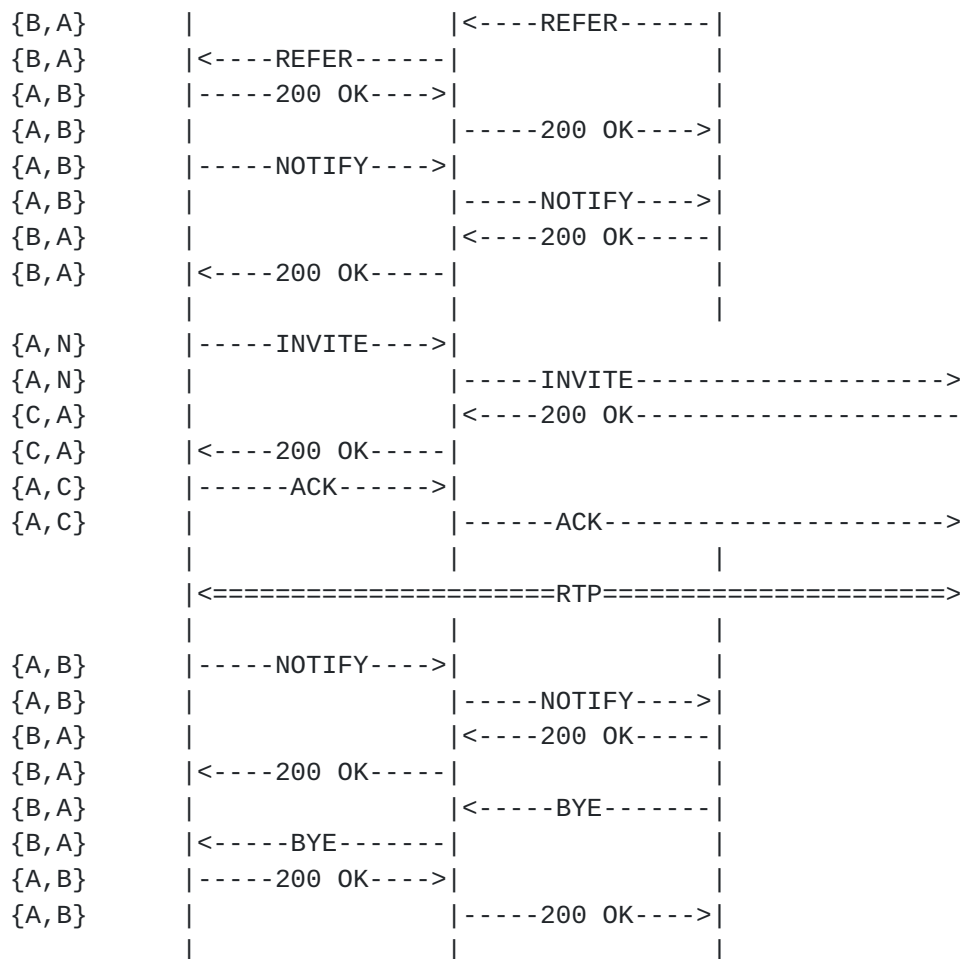 {B,A}       |                |<----REFER------|
{B,A}       |<----REFER------|                |
{A,B}       |-----200 OK---->|                |
{A,B}       |                |-----200 OK---->|
{A,B}       |-----NOTIFY---->|                |
{A,B}       |                |-----NOTIFY---->|
{B,A}       |                |<----200 OK-----|
{B,A}       |<----200 OK-----|                |
            |                |                |
{A,N}       |-----INVITE---->|
{A,N}       |                |-----INVITE-------------------->
{C,A}       |                |<----200 OK---------------------
{C,A}       |<----200 OK-----|
{A,C}       |------ACK------>|
{A,C}       |                |------ACK---------------------->
            |                |                |
            |<======================RTP======================>
            |                |                |
{A,B}       |-----NOTIFY---->|                |
{A,B}       |                |-----NOTIFY---->|
{B,A}       |                |<----200 OK-----|
{B,A}       |<----200 OK-----|                |
{B,A}       |                |<-----BYE-------|
{B,A}       |<-----BYE-------|                |
{A,B}       |-----200 OK---->|                |
{A,B}       |                |-----200 OK---->|
            |                |                |